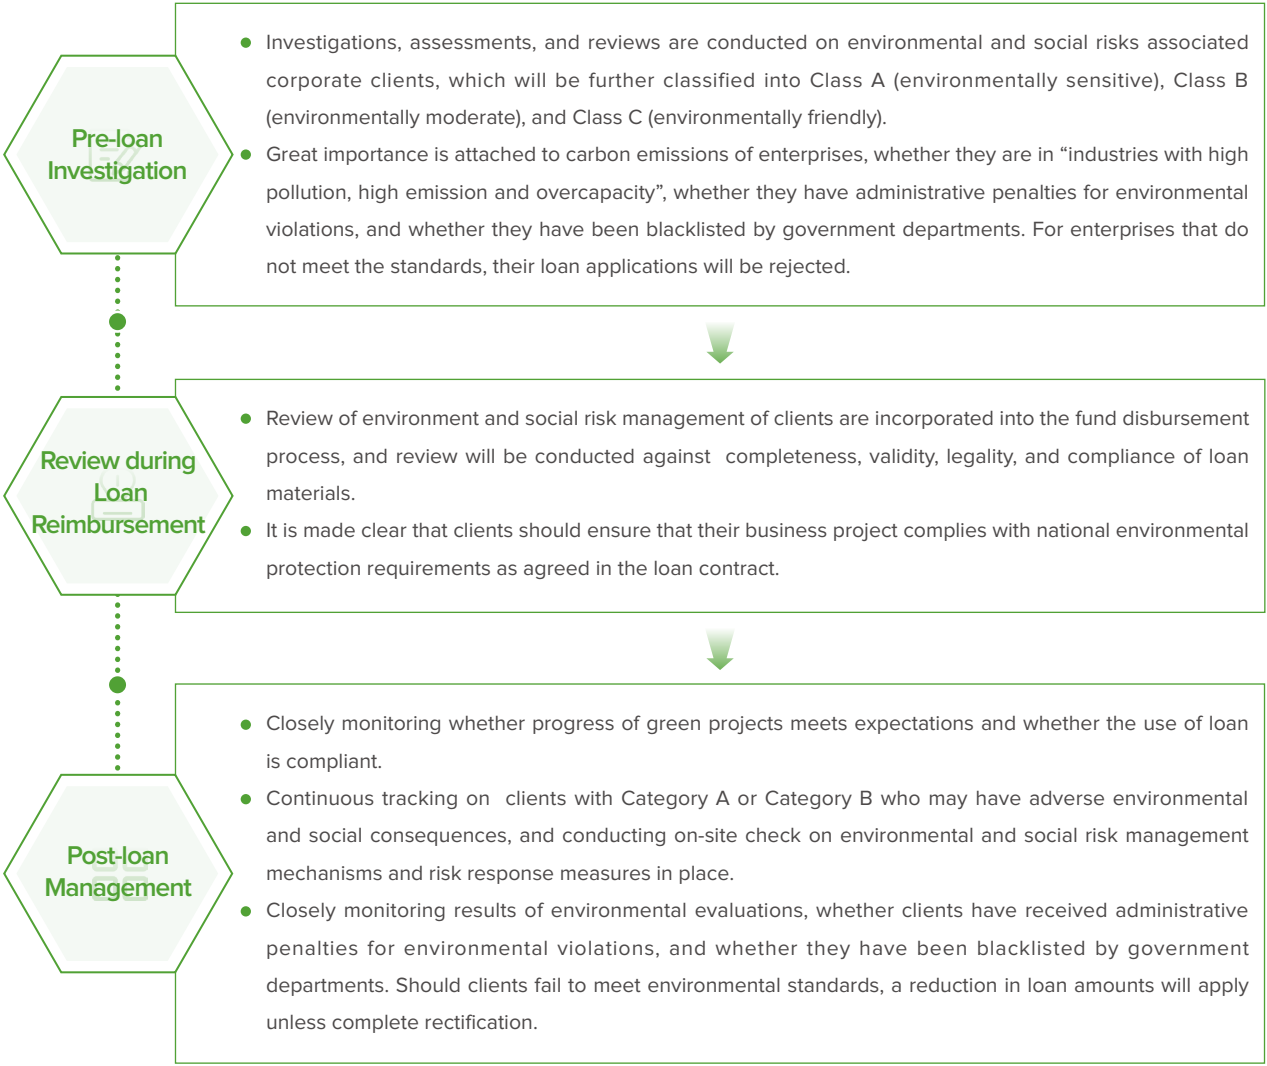 Pre-loan
Investigation
● Investigations, assessments, and reviews are conducted on environmental and social risks associated
corporate clients, which will be further classified into Class A (environmentally sensitive), Class B
(environmentally moderate), and Class C (environmentally friendly).
● Great importance is attached to carbon emissions of enterprises, whether they are in “industries with high
pollution, high emission and overcapacity”, whether they have administrative penalties for environmental
violations, and whether they have been blacklisted by government departments. For enterprises that do
not meet the standards, their loan applications will be rejected.
Review during
Loan
Reimbursement
● Review of environment and social risk management of clients are incorporated into the fund disbursement
process, and review will be conducted against completeness, validity, legality, and compliance of loan
materials.
● It is made clear that clients should ensure that their business project complies with national environmental
protection requirements as agreed in the loan contract.
Post-loan
Management
● Closely monitoring whether progress of green projects meets expectations and whether the use of loan
is compliant.
● Continuous tracking on clients with Category A or Category B who may have adverse environmental
and social consequences, and conducting on-site check on environmental and social risk management
mechanisms and risk response measures in place.
● Closely monitoring results of environmental evaluations, whether clients have received administrative
penalties for environmental violations, and whether they have been blacklisted by government
departments. Should clients fail to meet environmental standards, a reduction in loan amounts will apply
unless complete rectification.